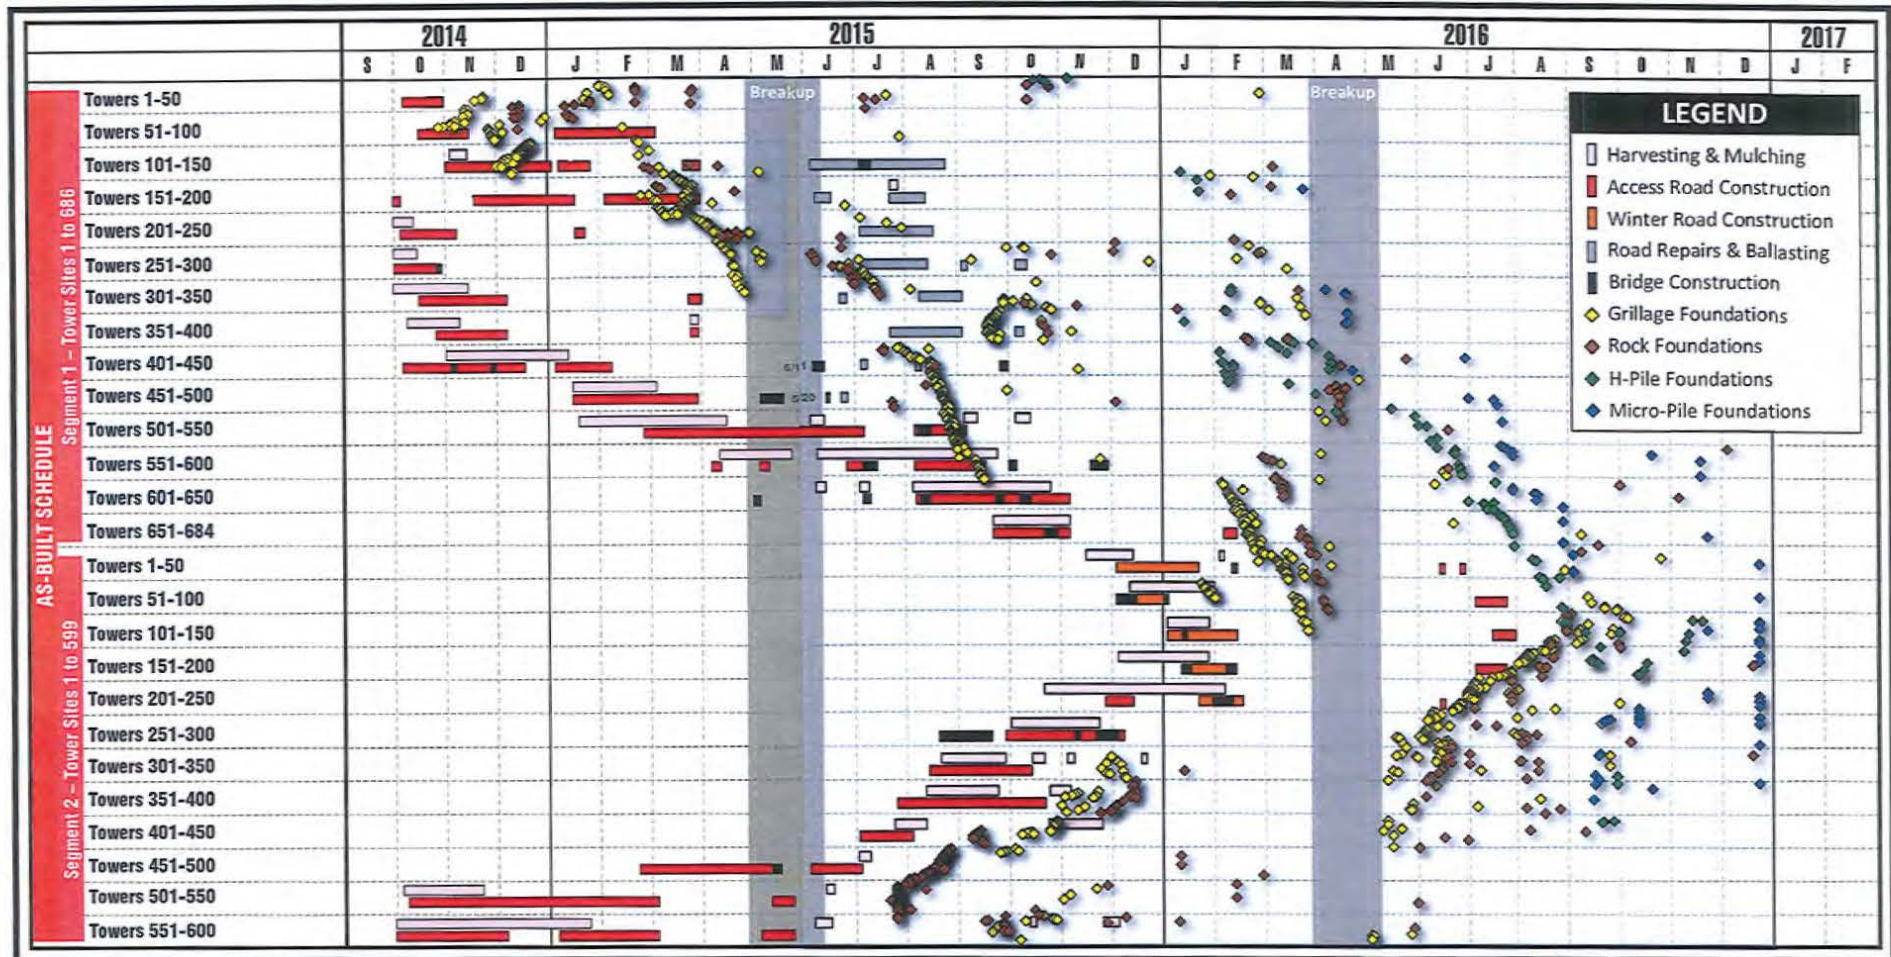 2014 2015 2016 2017
S O N D J F M A M J J A S O N D J F M A M J J A S O N D J F
Breakup Breakup
AS-BUILT SCHEDULE
Segment 1 – Tower Sites 1 to 686
Towers 1-50
Towers 51-100
Towers 101-150
Towers 151-200
Towers 201-250
Towers 251-300
Towers 301-350
Towers 351-400
Towers 401-450
Towers 451-500
5/20
Towers 501-550
Towers 551-600
Towers 601-650
Towers 651-684
Segment 2 – Tower Sites 1 to 599
Towers 1-50
Towers 51-100
Towers 101-150
Towers 151-200
Towers 201-250
Towers 251-300
Towers 301-350
Towers 351-400
Towers 401-450
Towers 451-500
Towers 501-550
Towers 551-600
LEGEND
Harvesting & Mulching
Access Road Construction
Winter Road Construction
Road Repairs & Ballasting
Bridge Construction
Grillage Foundations
Rock Foundations
H-Pile Foundations
Micro-Pile Foundations